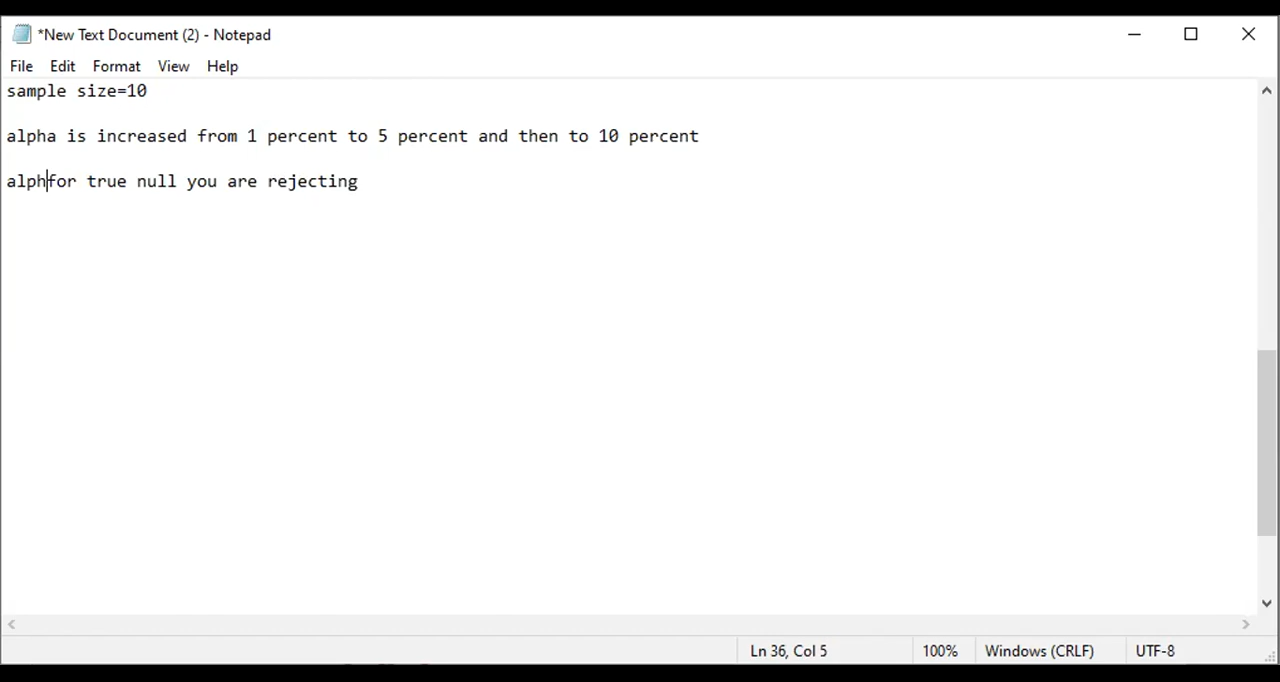 *New Text Document (2) - Notepad
File Edit Format View Help
sample size=10
alpha is increased from 1 percent to 5 percent and then to 10 percent
alphfor true null you are rejecting
Ln 36, Col 5 100% Windows (CRLF) UTF-8